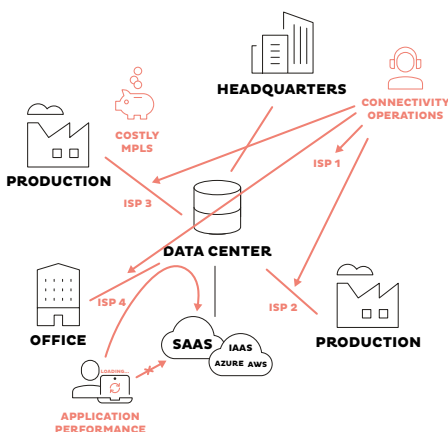 HEADQUARTERS
CONNECTIVITY
OPERATIONS
COSTLY
MPLS
ISP 1
PRODUCTION
ISP 3
DATA CENTER
ISP 4
ISP 2
OFFICE
SAAS
IAAS
AZURE AWS
PRODUCTION
LOADING...
APPLICATION
PERFORMANCE